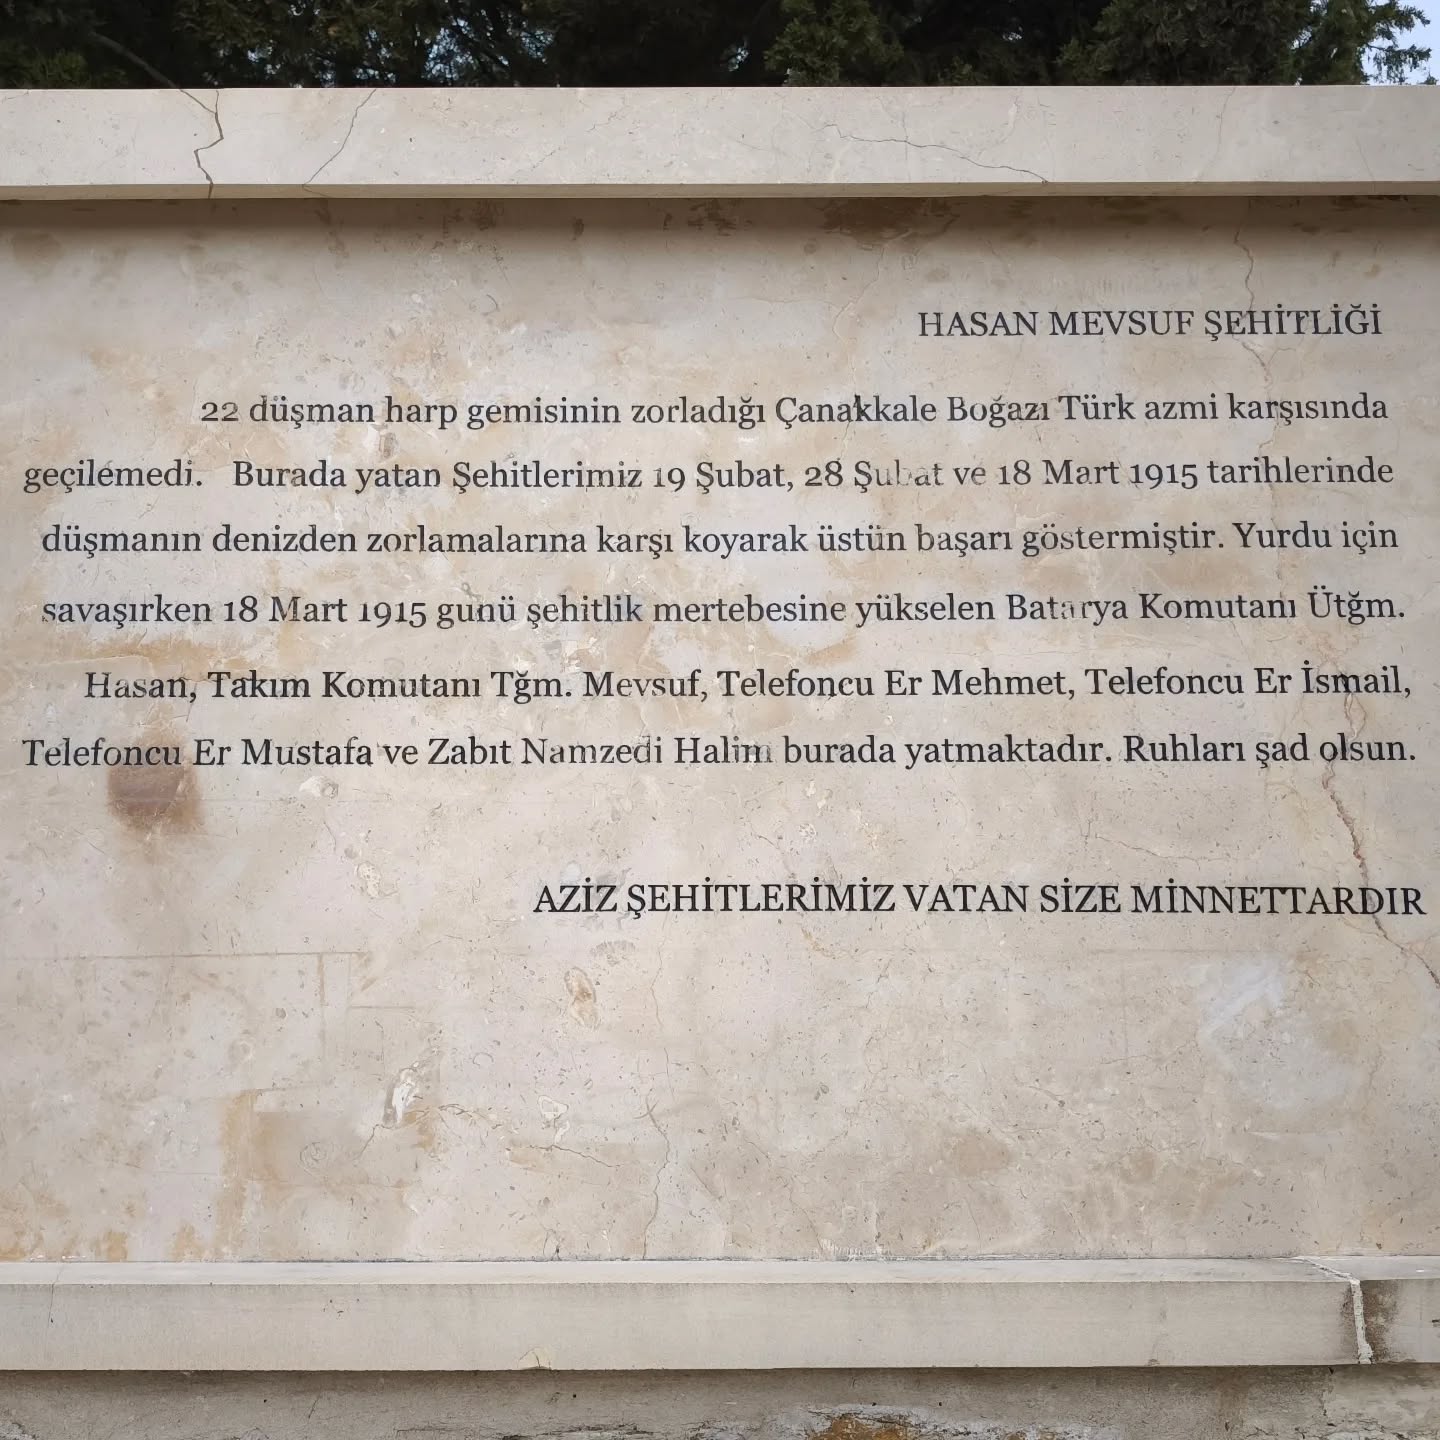 HASAN MEVSUF ŞEHİTLİĞİ
22 düşman harp gemisinin zorladığı Çanakkale Boğazı Türk azmi karşısında
geçilemedi. Burada yatan Şehitlerimiz 19 Şubat, 28 Şubat ve 18 Mart 1915 tarihlerinde
düşmanın denizden zorlamalarına karşı koyarak üstün başarı göstermiştir. Yurdu için
savaşırken 18 Mart 1915 gunü şehitlik mertebesine yükselen Batarya Komutanı Ütğm.
Hasan, Takım Komutanı Tğm. Mevsuf, Telefoncu Er Mehmet, Telefoncu Er İsmail,
Telefoncu Er Mustafa ve Zabıt Namzedi Halim burada yatmaktadır. Ruhları şad olsun.
AZİZ ŞEHİTLERİMİZ VATAN SİZE MİNNETTARDIR